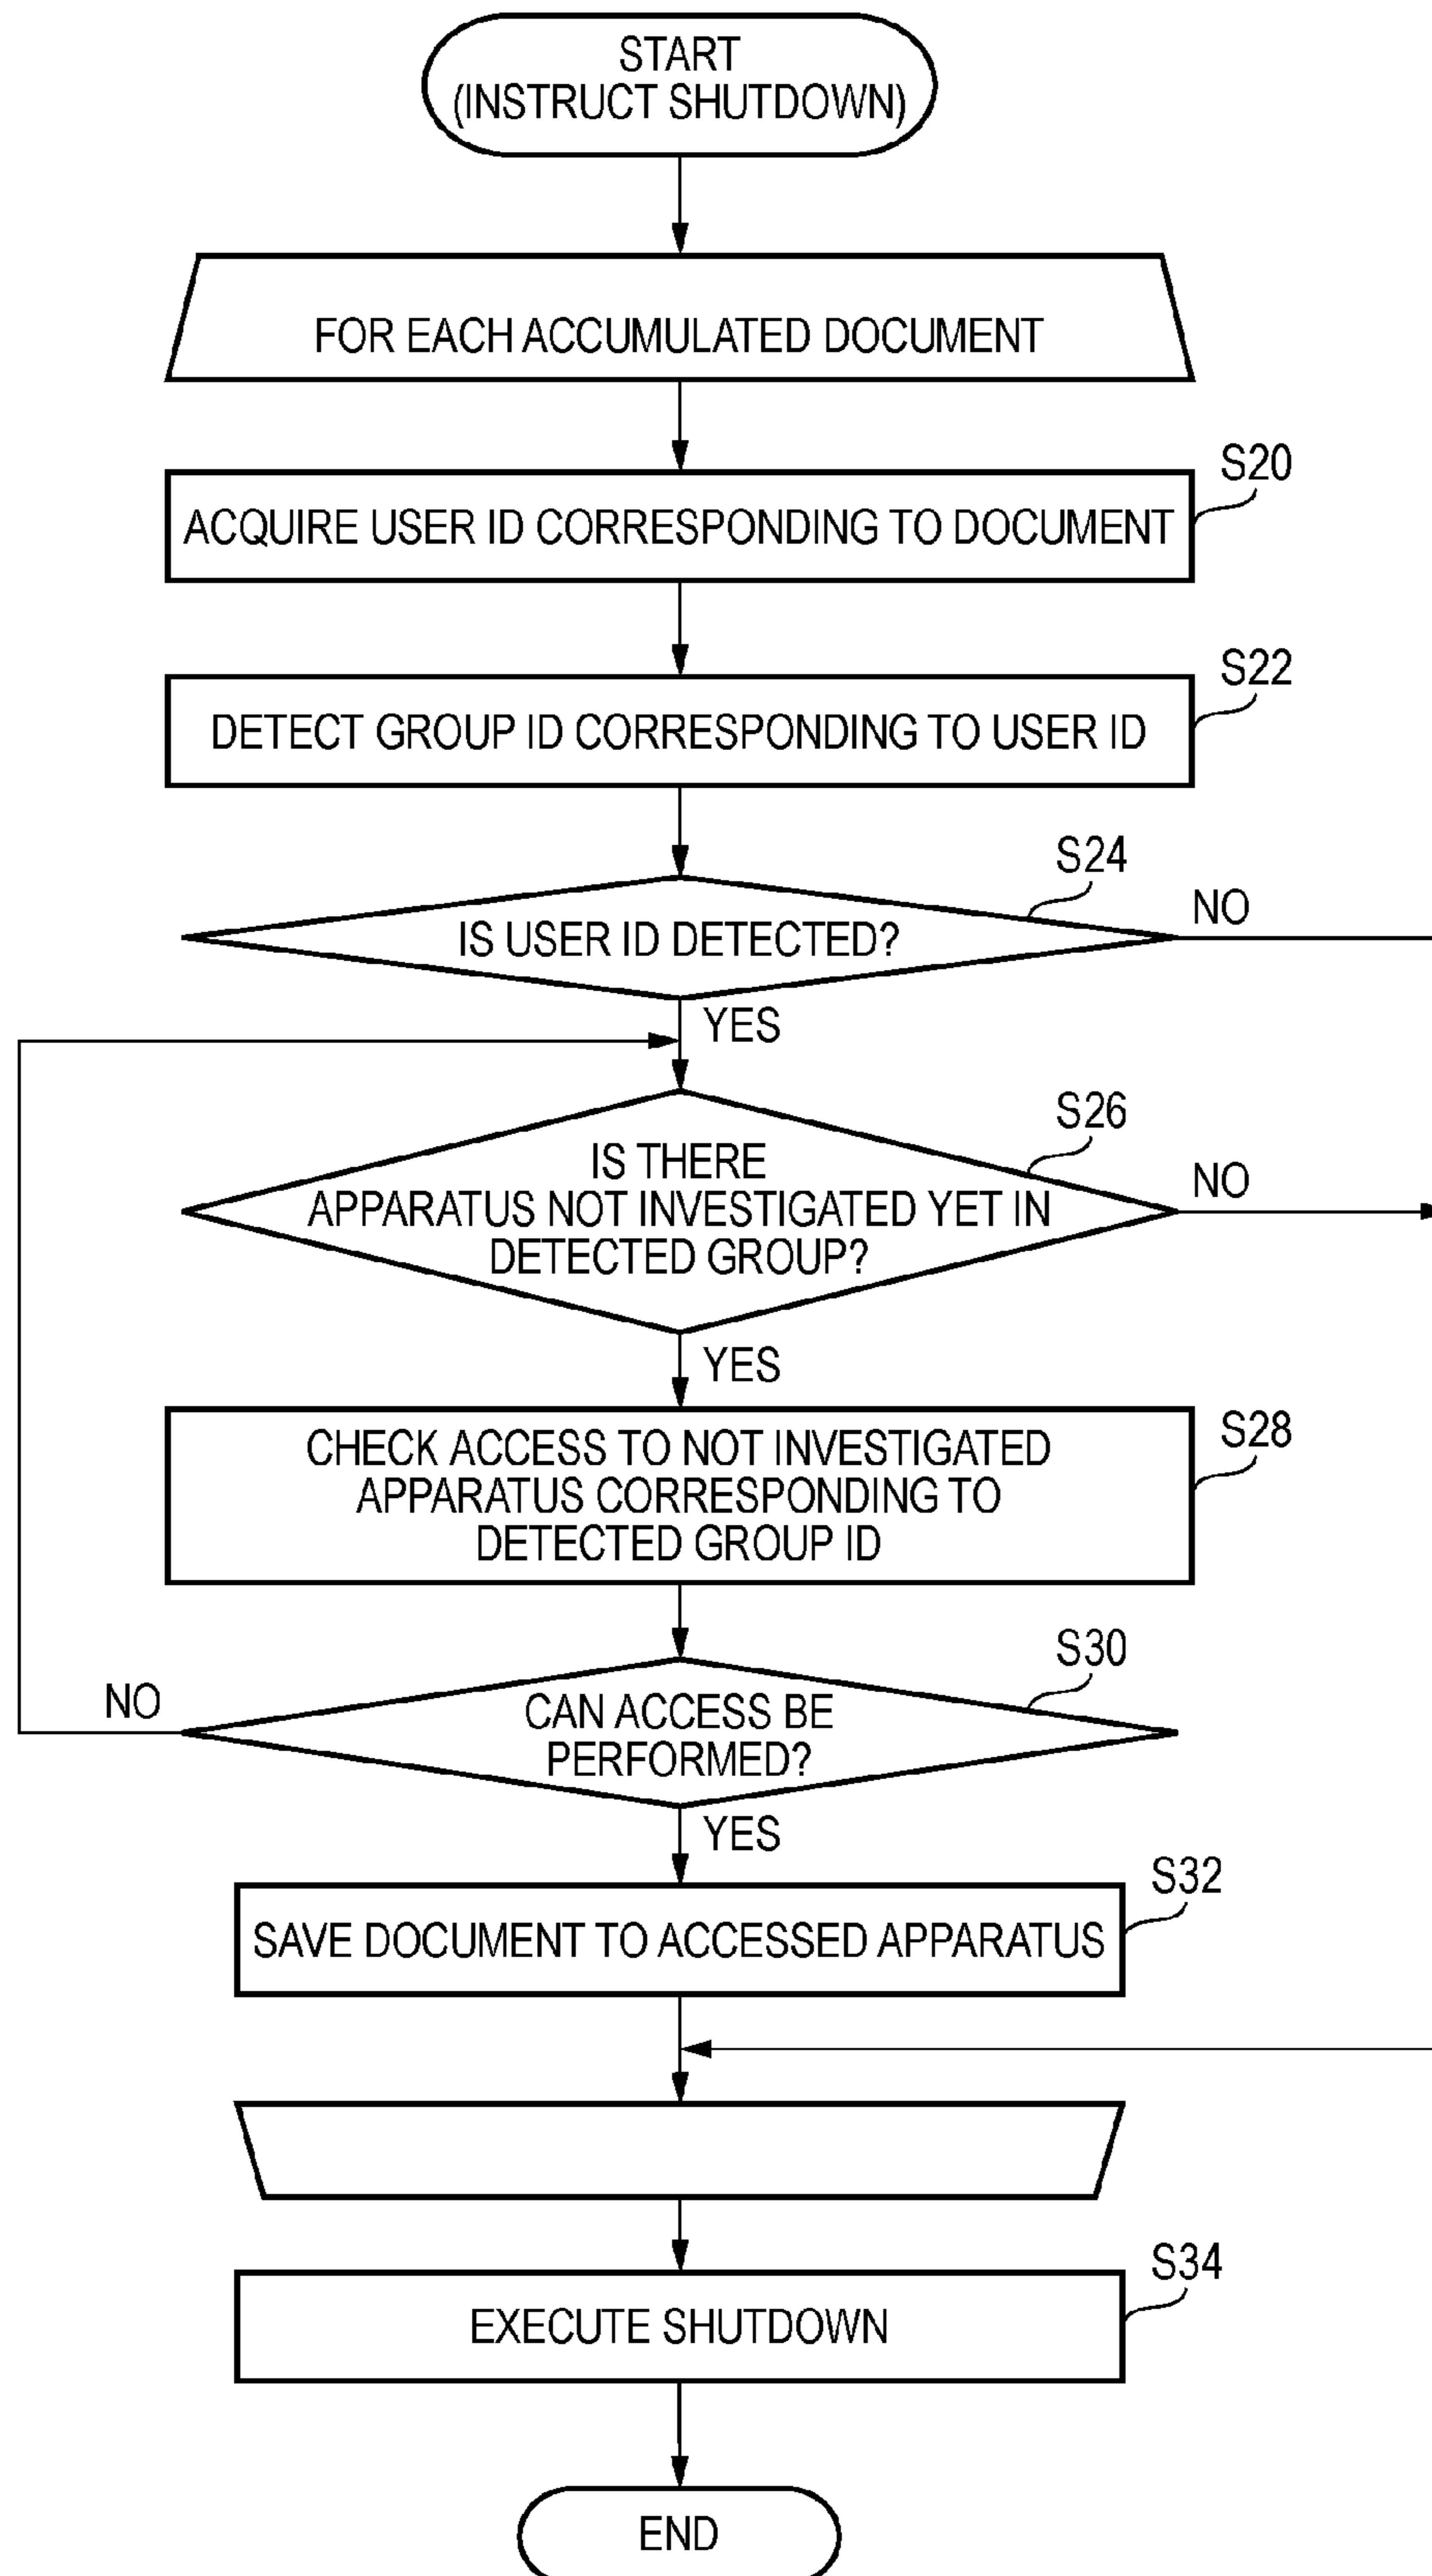 START
(INSTRUCT SHUTDOWN)
FOR EACH ACCUMULATED DOCUMENT
S20
ACQUIRE USER ID CORRESPONDING TO DOCUMENT
S22
DETECT GROUP ID CORRESPONDING TO USER ID
S24
NO
IS USER ID DETECTED?
YES
S26
IS THERE
APPARATUS NOT INVESTIGATED YET IN
DETECTED GROUP?
NO
YES
S28
CHECK ACCESS TO NOT INVESTIGATED
APPARATUS CORRESPONDING TO
DETECTED GROUP ID
S30
NO
CAN ACCESS BE
PERFORMED?
YES
S32
SAVE DOCUMENT TO ACCESSED APPARATUS
S34
EXECUTE SHUTDOWN
END